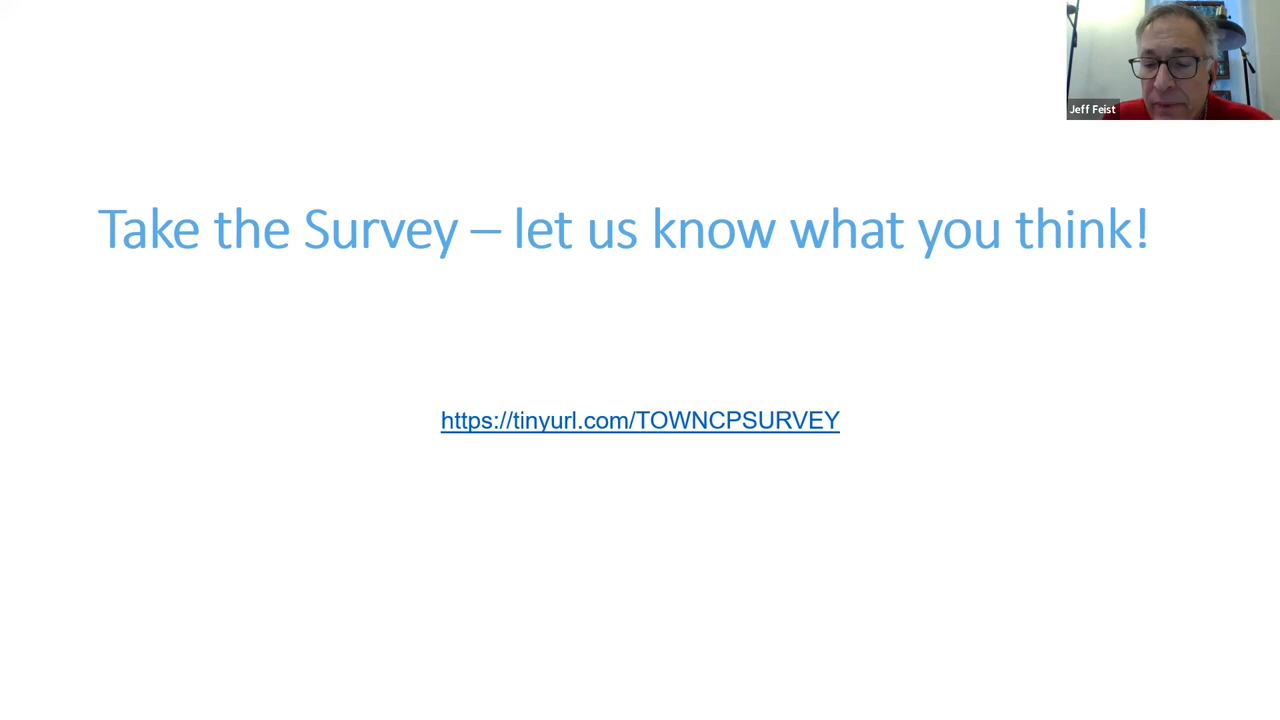 Jeff Feist
Take the Survey – let us know what you think!
https://tinyurl.com/TOWNCPSURVEY